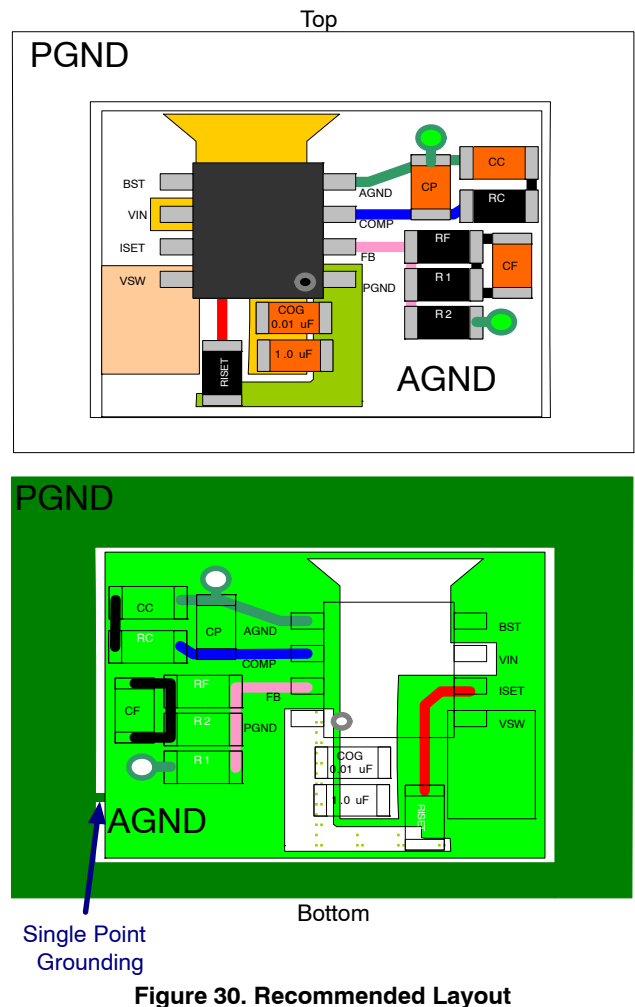 Top
PGND
BST
VIN
ISET
VSW
AGND
COMP
FB
PGND
CP
CC
RC
RF
R1
R2
CF
COG
0.01 uF
1.0 uF
RISET
AGND
PGND
CC
RC
CP
AGND
COMP
FB
PGND
RF
R2
R1
CF
BST
VIN
ISET
VSW
COG
0.01 uF
1.0 uF
RISET
AGND
Bottom
Single Point
Grounding
Figure 30. Recommended Layout